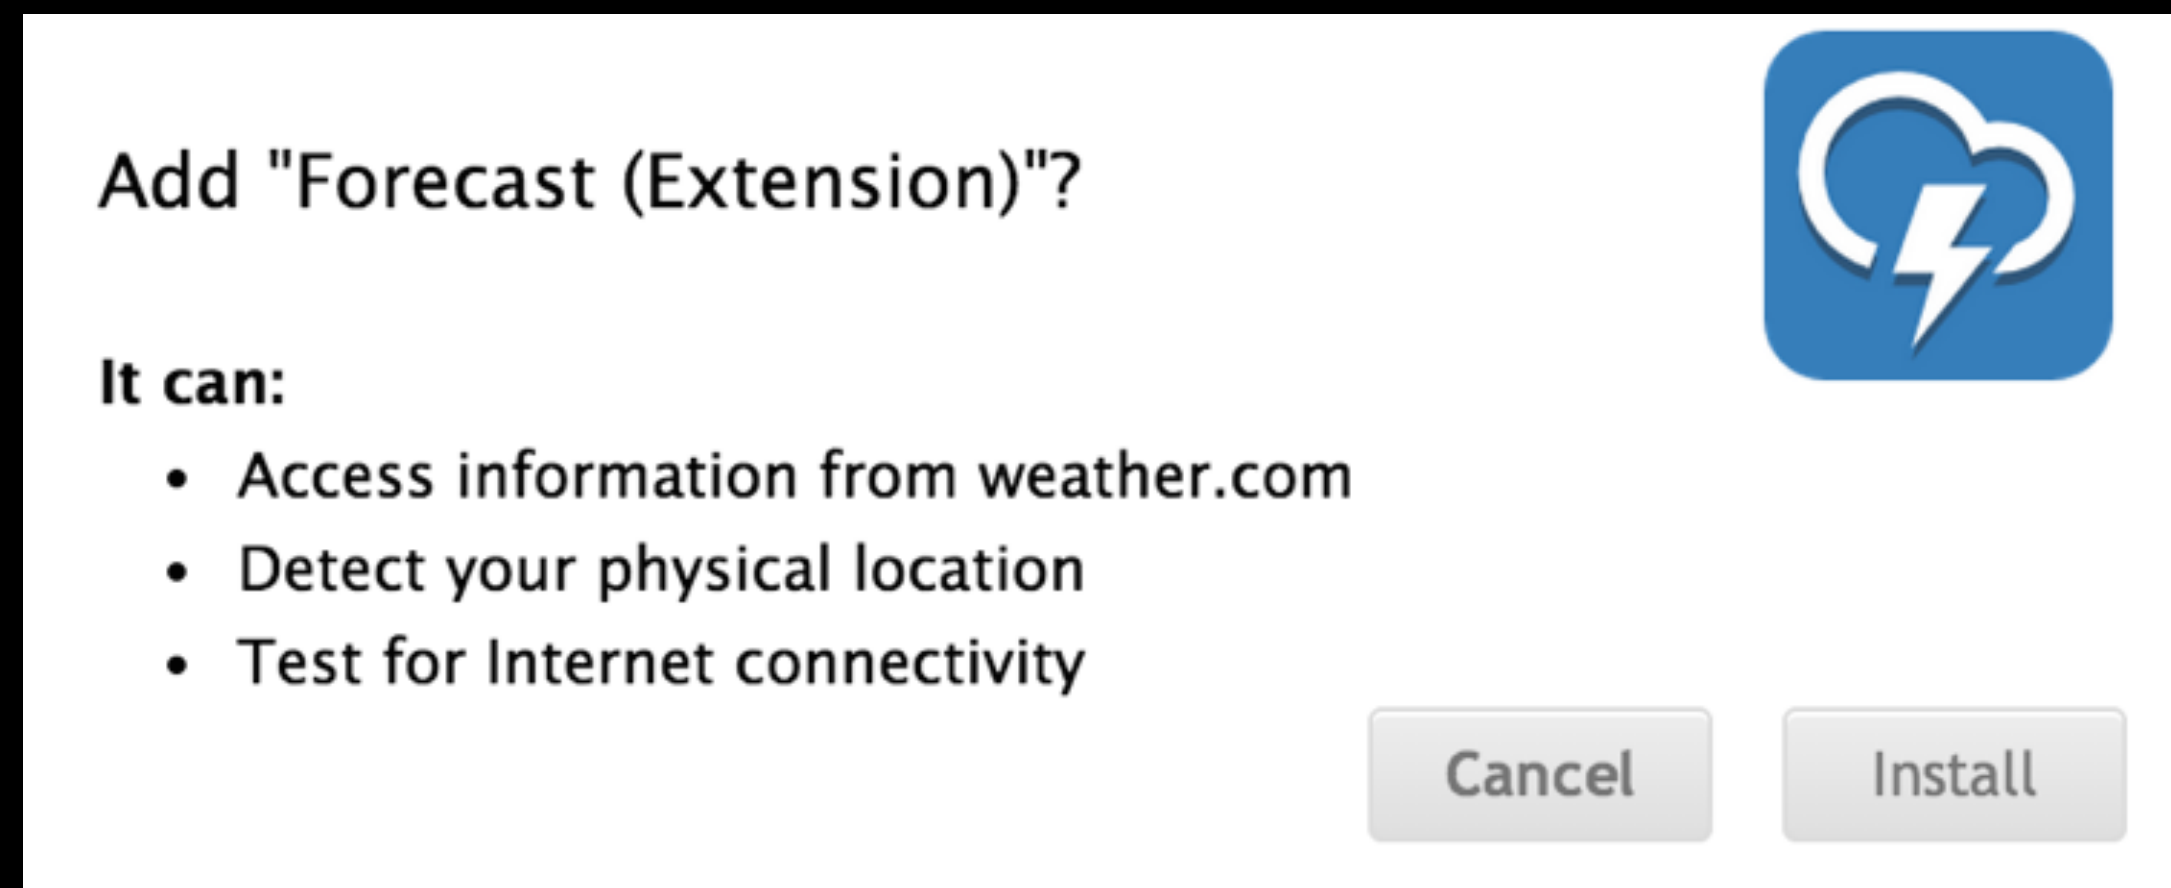 Add "Forecast (Extension)"?
It can:
• Access information from weather.com
• Detect your physical location
• Test for Internet connectivity
Cancel Install